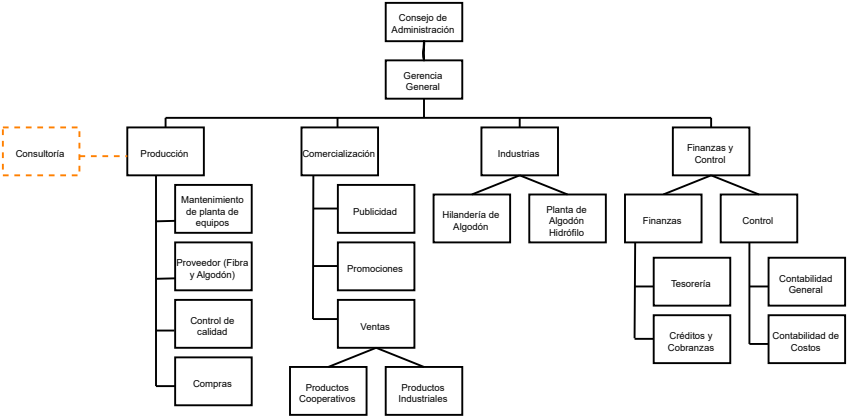 Consejo de
Administración
Gerencia
General
Consultoría
Producción
Comercialización
Industrias
Finanzas y
Control
Mantenimiento
de planta de
equipos
Proveedor (Fibra
y Algodón)
Control de
calidad
Compras
Publicidad
Promociones
Ventas
Productos
Cooperativos
Productos
Industriales
Hilandería de
Algodón
Planta de
Algodón
Hidrófilo
Finanzas
Tesorería
Créditos y
Cobranzas
Control
Contabilidad
General
Contabilidad de
Costos